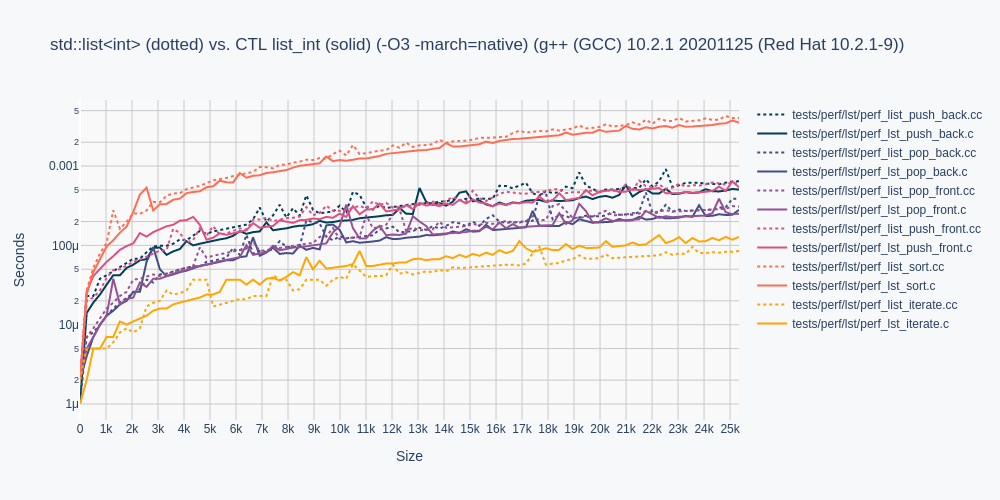 std::list<int> (dotted) vs. CTL list_int (solid) (-O3 -march=native) (g++ (GCC) 10.2.1 20201125 (Red Hat 10.2.1-9))
5
2
0.001
5
2
100μ
5
2
10μ
5
2
1μ
Seconds
0 1k 2k 3k 4k 5k 6k 7k 8k 9k 10k 11k 12k 13k 14k 15k 16k 17k 18k 19k 20k 21k 22k 23k 24k 25k
Size
tests/perf/lst/perf_list_push_back.cc
tests/perf/lst/perf_lst_push_back.c
tests/perf/lst/perf_list_pop_back.cc
tests/perf/lst/perf_lst_pop_back.c
tests/perf/lst/perf_list_pop_front.cc
tests/perf/lst/perf_lst_pop_front.c
tests/perf/lst/perf_list_push_front.cc
tests/perf/lst/perf_lst_push_front.c
tests/perf/lst/perf_list_sort.cc
tests/perf/lst/perf_lst_sort.c
tests/perf/lst/perf_list_iterate.cc
tests/perf/lst/perf_lst_iterate.c